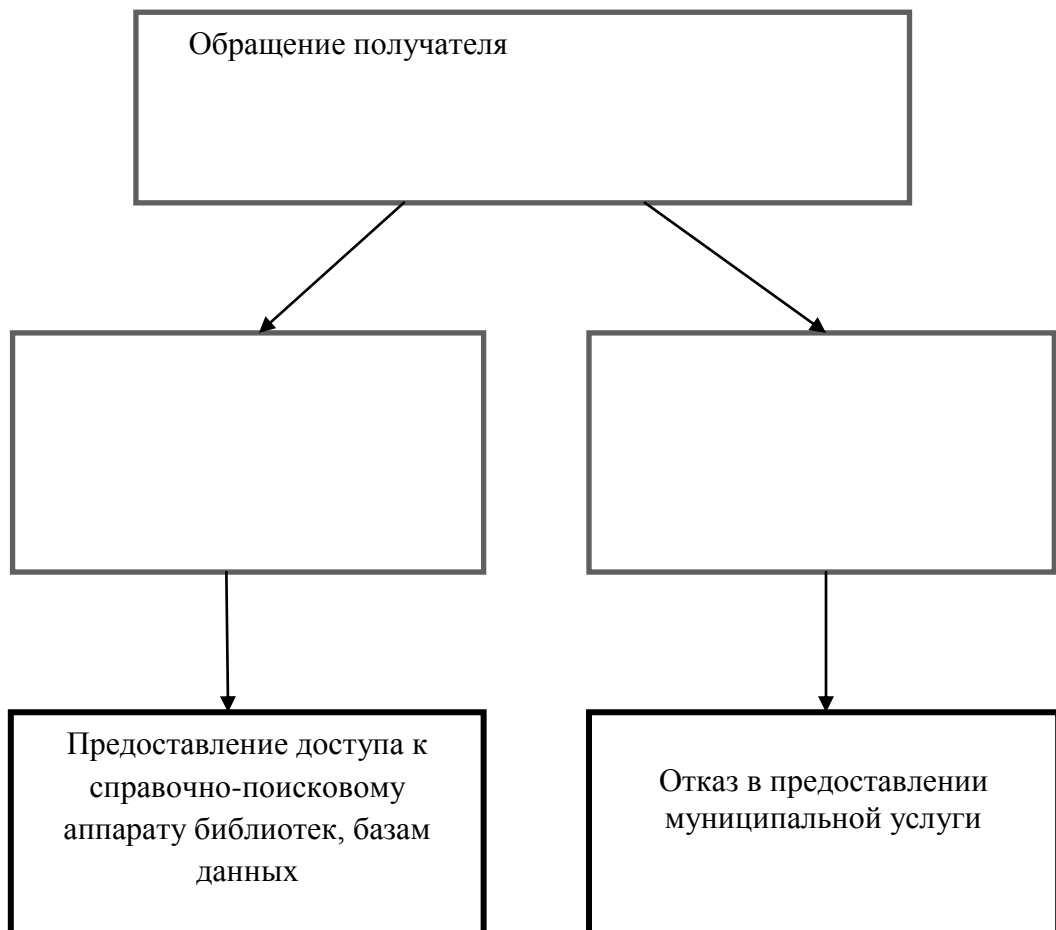 Обращение получателя
Предоставление доступа к
справочно-поисковому
аппарату библиотек, базам
данных
Отказ в предоставлении
муниципальной услуги